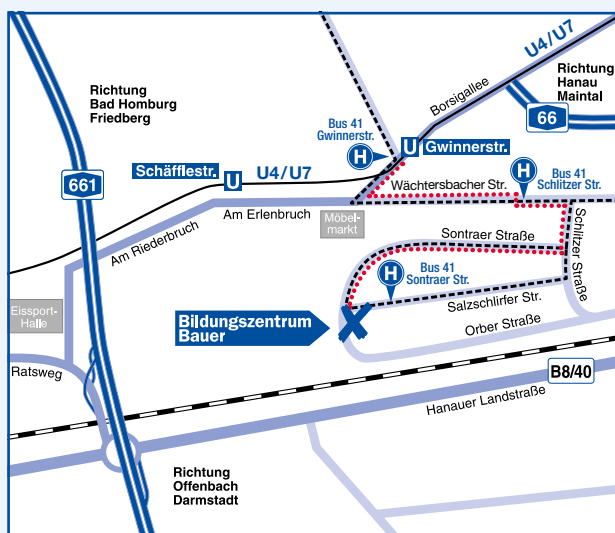 U4/U7
Richtung
Bad Homburg
Friedberg
Borsigallee
Richtung
Hanau
Maintal
66
Bus 41
Gwinnerstr.
H
U
Gwinnerstr.
Schäfflestr.
U
U4/U7
661
Bus 41
Schlitzer Str.
H
Wächtersbacher Str.
Am Erlenbruch
Möbel-
markt
Am Riederbruch
Sontraer Straße
Schlitzer Straße
Bus 41
Sontraer Str.
H
Salzschlirfer Str.
Eissport-
Halle
Bildungszentrum
Bauer
Orber Straße
Ratsweg
B8/40
Hanauer Landstraße
Richtung
Offenbach
Darmstadt